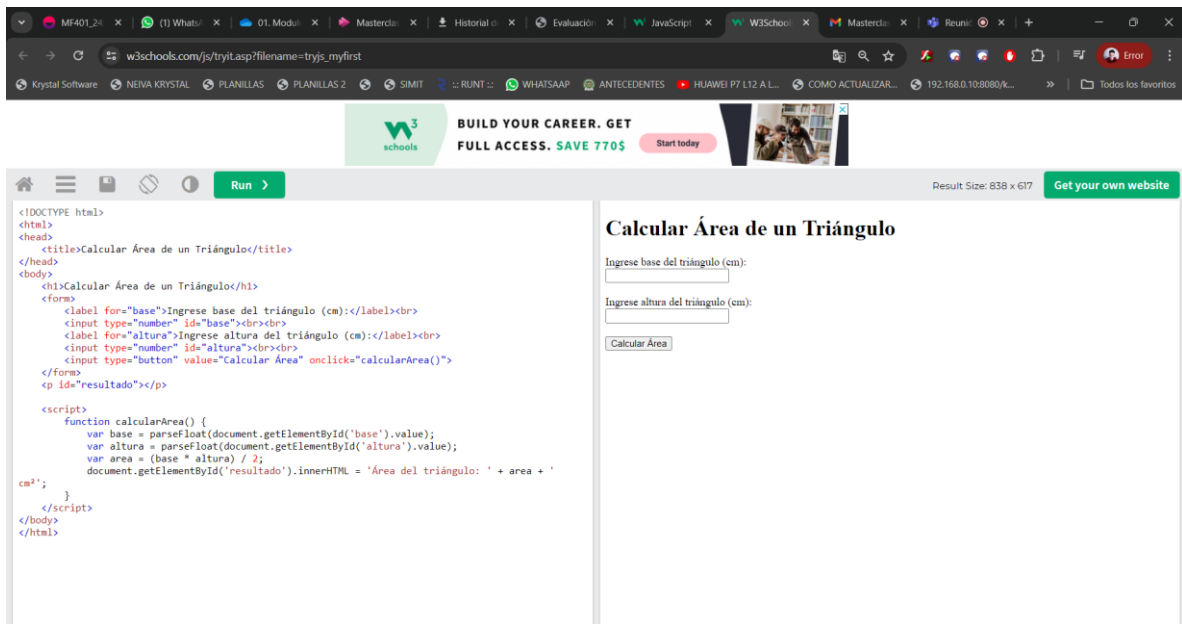 MF401_24
(1) Whats
01. Modul
Masterclas
Historial d
Evaluación
JavaScript
W3School
Masterclas
Reunió
w3schools.com/js/tryit.asp?filename=tryjs_myfirst
Error
Krystal Software
NEIVA KRYSTAL
PLANILLAS
PLANILLAS 2
SIMIT
:: RUNT ::
WHATSAAP
ANTECEDENTES
HUAWEI P7 L12 A L...
COMO ACTUALIZAR...
192.168.0.10:8080/k...
Todos los favoritos
W3
schools
BUILD YOUR CAREER. GET
FULL ACCESS. SAVE 770$
Start today
Run ❯
Result Size: 838 x 617
Get your own website
<!DOCTYPE html>
<html>
<head>
<title>Calcular Área de un Triángulo</title>
</head>
<body>
<h1>Calcular Área de un Triángulo</h1>
<form>
<label for="base">Ingrese base del triángulo (cm):</label><br>
<input type="number" id="base"><br><br>
<label for="altura">Ingrese altura del triángulo (cm):</label><br>
<input type="number" id="altura"><br><br>
<input type="button" value="Calcular Área" onclick="calcularArea()">
</form>
<p id="resultado"></p>
<script>
function calcularArea() {
var base = parseFloat(document.getElementById('base').value);
var altura = parseFloat(document.getElementById('altura').value);
var area = (base * altura) / 2;
document.getElementById('resultado').innerHTML = 'Área del triángulo: ' + area + '
cm²';
}
</script>
</body>
</html>
Calcular Área de un Triángulo
Ingrese base del triángulo (cm):
Ingrese altura del triángulo (cm):
Calcular Área